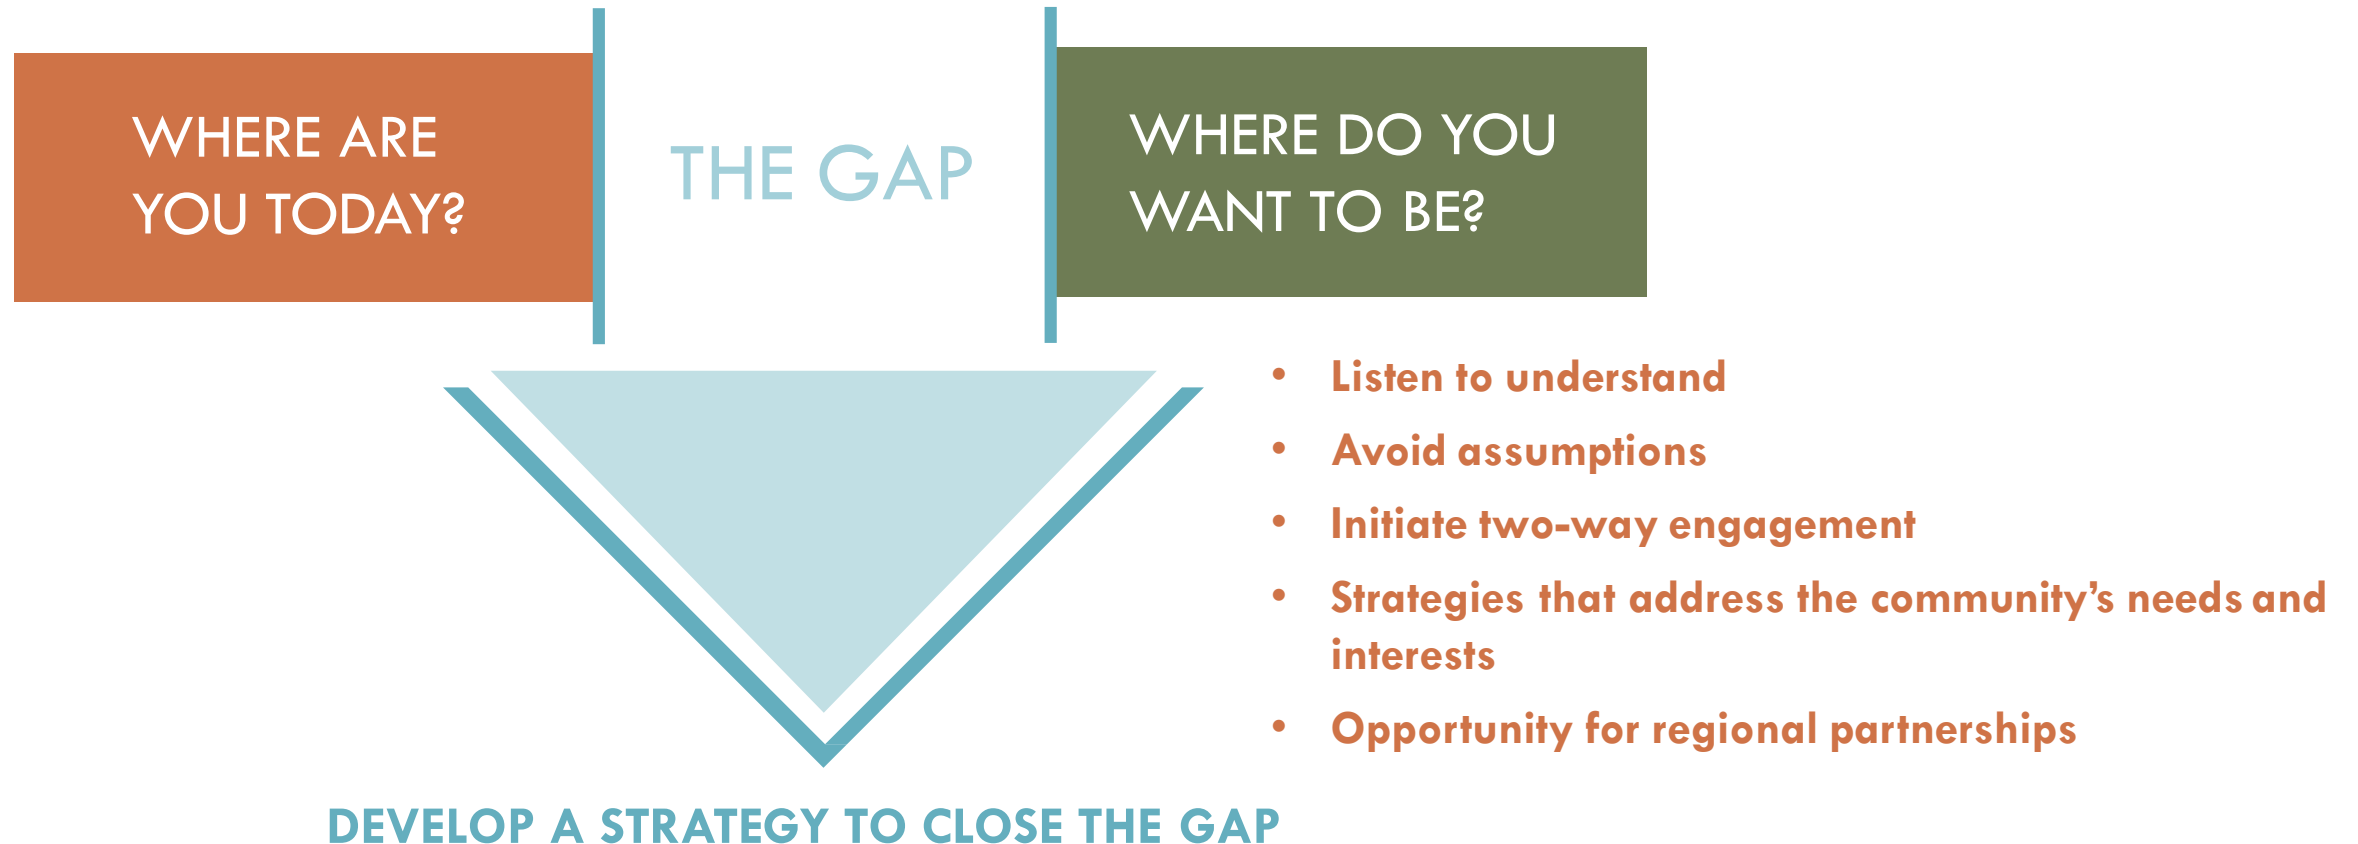 WHERE ARE
YOU TODAY?
THE GAP
WHERE DO YOU
WANT TO BE?
• Listen to understand
• Avoid assumptions
• Initiate two-way engagement
• Strategies that address the community’s needs and
interests
• Opportunity for regional partnerships
DEVELOP A STRATEGY TO CLOSE THE GAP